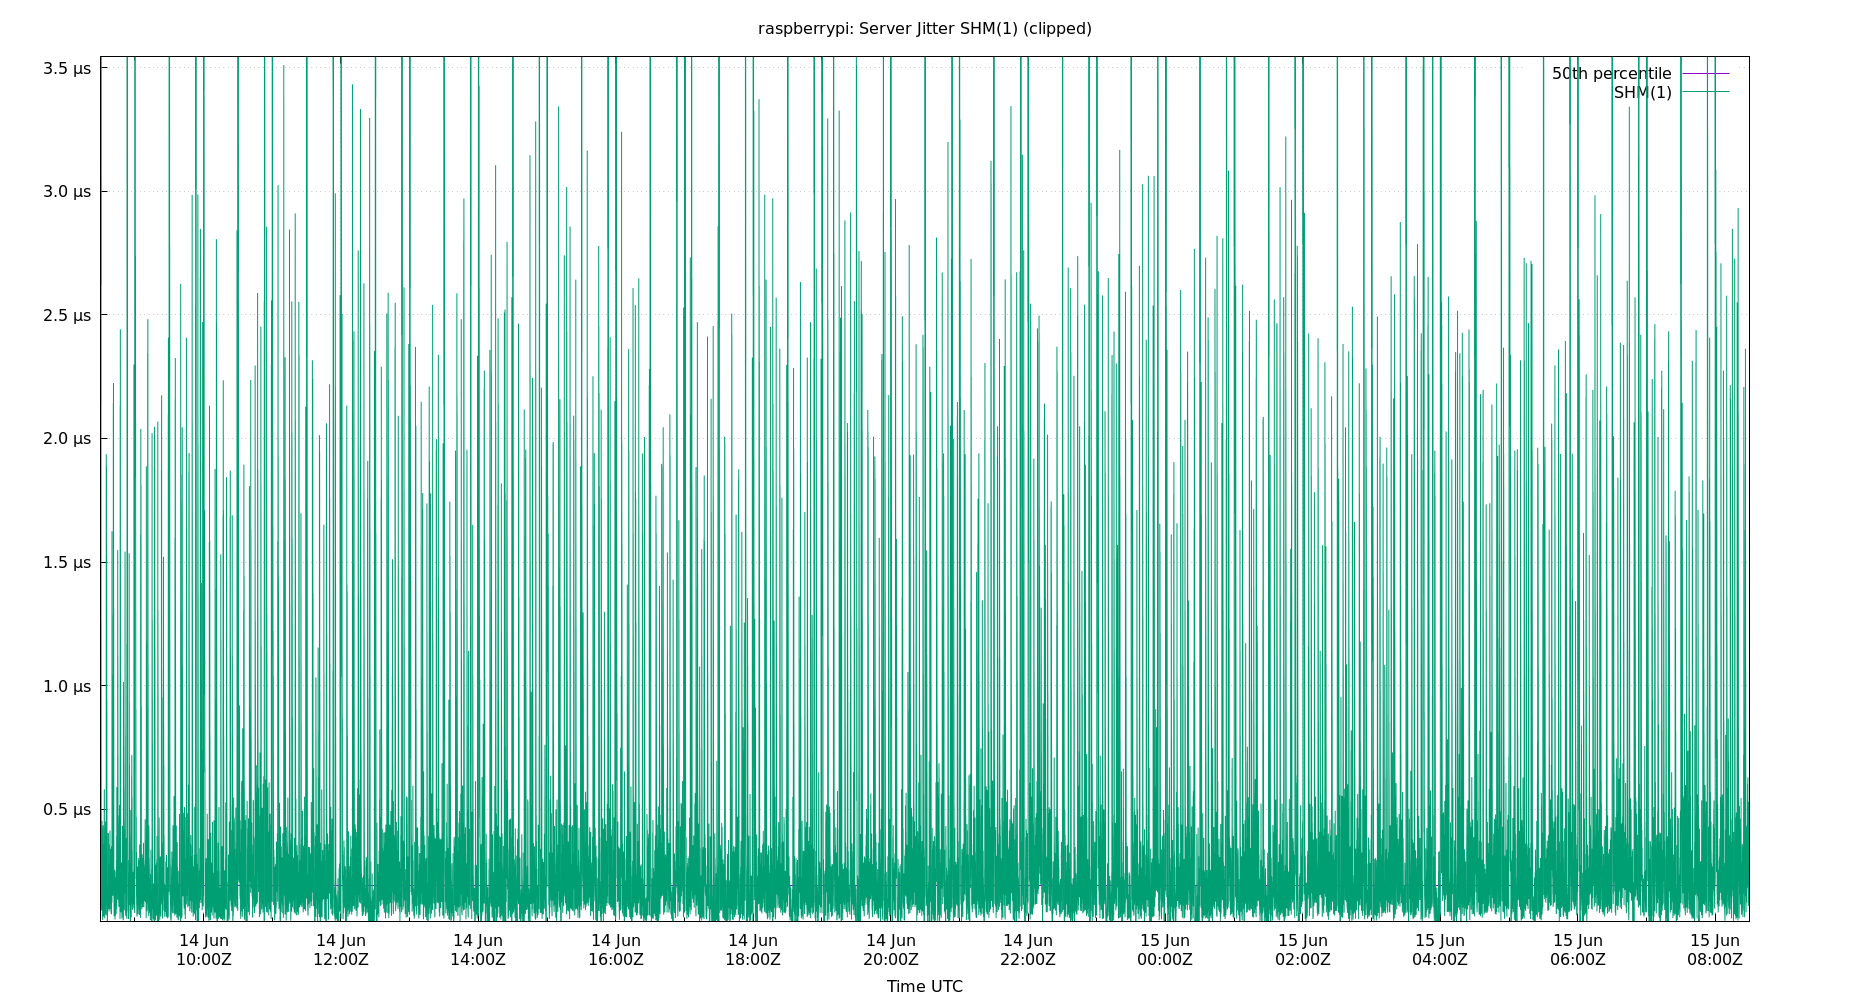 raspberrypi: Server Jitter SHM(1) (clipped)
3.5 µs
3.0 µs
2.5 µs
2.0 µs
1.5 µs
1.0 µs
0.5 µs
50th percentile
SHM(1)
14 Jun 14 Jun 14 Jun 14 Jun 14 Jun 14 Jun 14 Jun 15 Jun 15 Jun 15 Jun 15 Jun 15 Jun
10:00Z 12:00Z 14:00Z 16:00Z 18:00Z 20:00Z 22:00Z 00:00Z 02:00Z 04:00Z 06:00Z 08:00Z
Time UTC